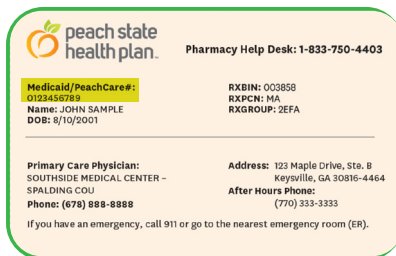 peach state
health plan.
Pharmacy Help Desk: 1-833-750-4403
Medicaid/PeachCare#:
0123456789
Name: JOHN SAMPLE
DOB: 8/10/2001
RXBIN: 003858
RXPCN: MA
RXGROUP: 2EFA
Primary Care Physician:
SOUTHSIDE MEDICAL CENTER –
SPALDING COU
Phone: (678) 888-8888
Address: 123 Maple Drive, Ste. B
Keysville, GA 30816-4464
After Hours Phone:
(770) 333-3333
If you have an emergency, call 911 or go to the nearest emergency room (ER).